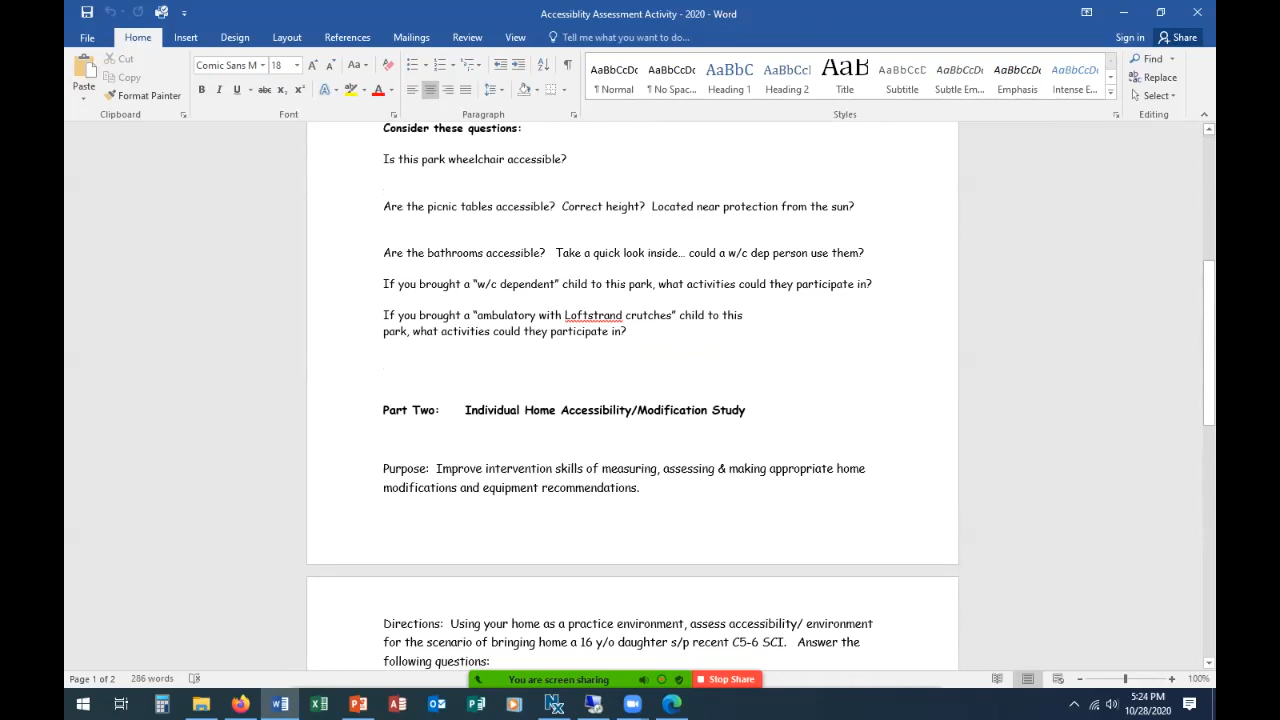 Accessiblity Assessment Activity - 2020 - Word
File Home Insert Design Layout References Mailings Review View Tell me what you want to do... Sign in Share
Paste
Cut
Copy
Format Painter
Clipboard
Comic Sans M 18
Font
Paragraph
AaBbCcDc AaBbCcDc AaBbC AaBbCcI AaB AaBbCcD AaBbCcDt AaBbCcDt AaBbCcDt
¶ Normal ¶ No Spac... Heading 1 Heading 2 Title Subtitle Subtle Em... Emphasis Intense E...
Styles
Find
Replace
Select
Editing
Consider these questions:
Is this park wheelchair accessible?
Are the picnic tables accessible? Correct height? Located near protection from the sun?
Are the bathrooms accessible? Take a quick look inside... could a w/c dep person use them?
If you brought a “w/c dependent” child to this park, what activities could they participate in?
If you brought a “ambulatory with Loftstrand crutches” child to this
park, what activities could they participate in?
Part Two: Individual Home Accessibility/Modification Study
Purpose: Improve intervention skills of measuring, assessing & making appropriate home
modifications and equipment recommendations.
Directions: Using your home as a practice environment, assess accessibility/ environment
for the scenario of bringing home a 16 y/o daughter s/p recent C5-6 SCI. Answer the
following questions:
Page 1 of 2 286 words
You are screen sharing Stop Share
100%
5:24 PM
10/28/2020